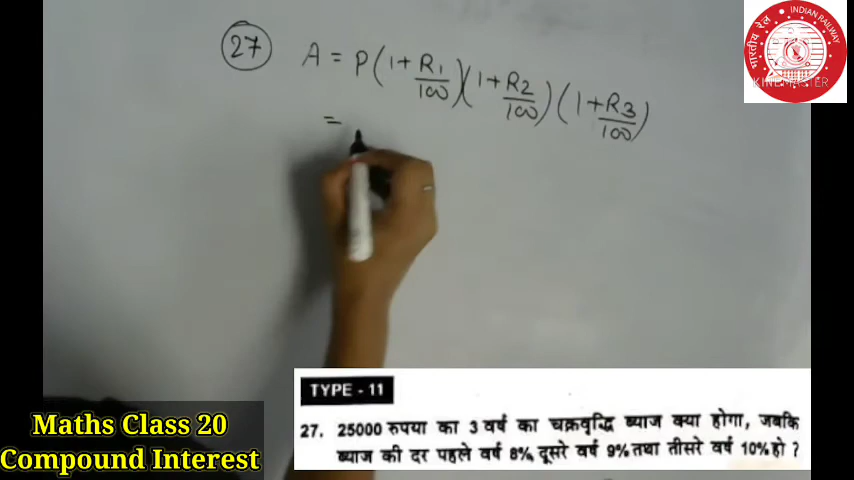 भारतीय रेल INDIAN RAILWAY
KINEMASTER
27 A = P(1+R1/100)(1+R2/100)(1+R3/100)
=
TYPE - 11
27. 25000 रुपया का 3 वर्ष का चक्रवृद्धि ब्याज क्या होगा, जबकि
ब्याज की दर पहले वर्ष 8%, दूसरे वर्ष 9% तथा तीसरे वर्ष 10% हो ?
Maths Class 20
Compound Interest